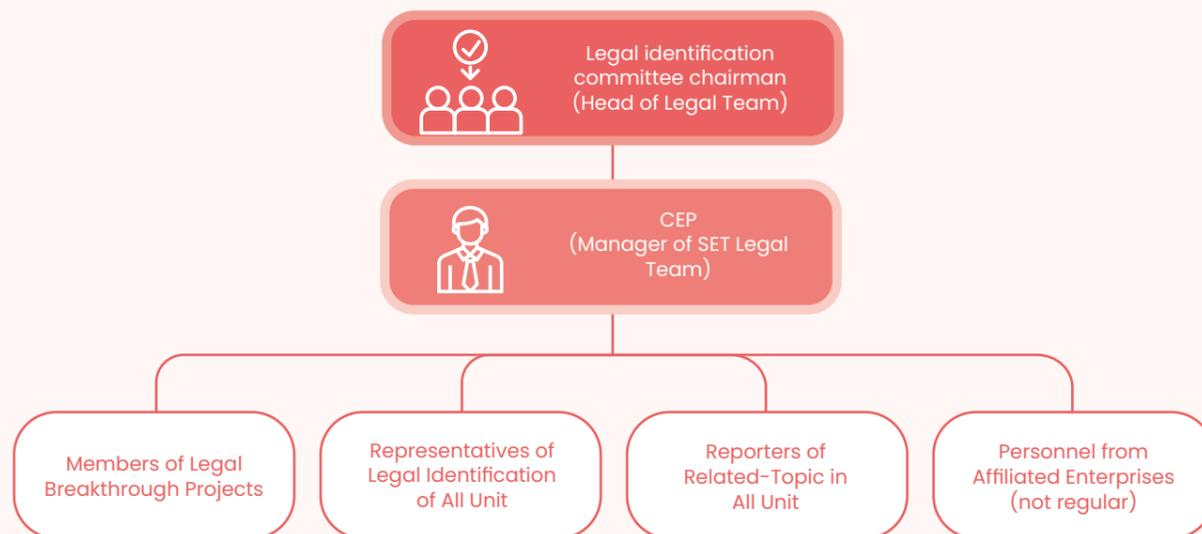 Legal identification
committee chairman
(Head of Legal Team)
CEP
(Manager of SET Legal
Team)
Members of Legal
Breakthrough Projects
Representatives of
Legal Identification
of All Unit
Reporters of
Related-Topic in
All Unit
Personnel from
Affiliated Enterprises
(not regular)